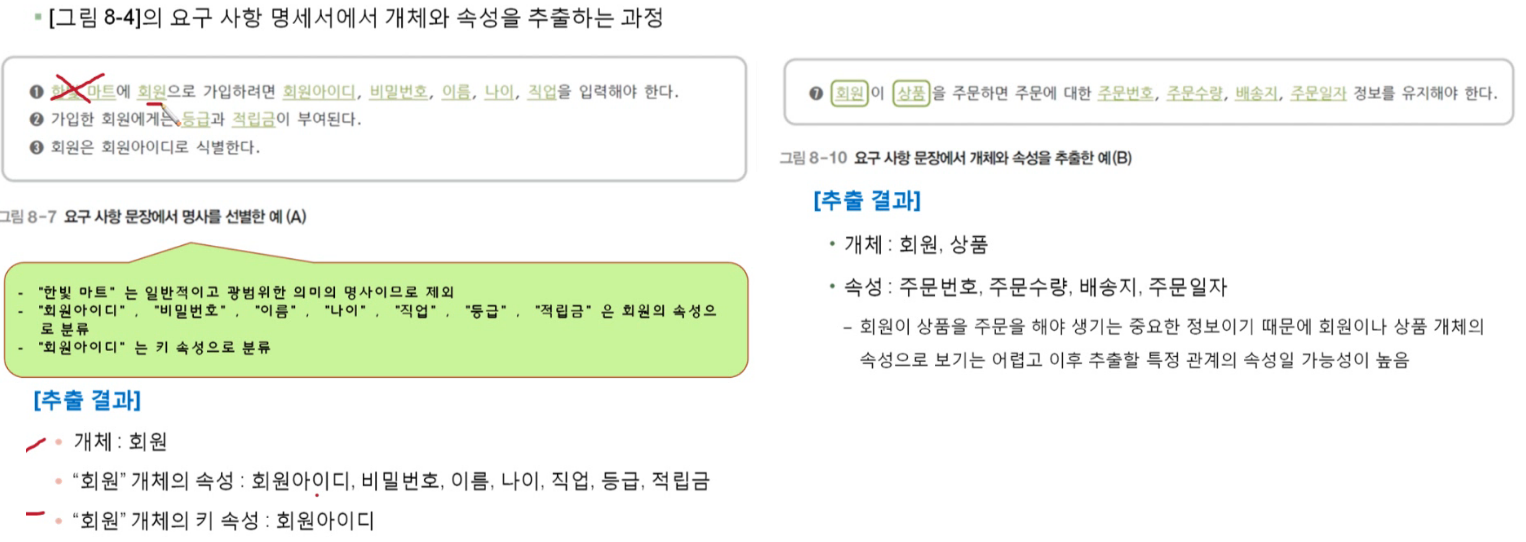 ▪ [그림 8-4]의 요구 사항 명세서에서 개체와 속성을 추출하는 과정
❶ 한빛 마트에 회원으로 가입하려면 회원아이디, 비밀번호, 이름, 나이, 직업을 입력해야 한다.
❷ 가입한 회원에게는 등급과 적립금이 부여된다.
❸ 회원은 회원아이디로 식별한다.
그림 8-7 요구 사항 문장에서 명사를 선별한 예 (A)
- "한빛 마트" 는 일반적이고 광범위한 의미의 명사이므로 제외
- "회원아이디" , "비밀번호" , "이름" , "나이" , "직업" , "등급" , "적립금" 은 회원의 속성으
로 분류
- "회원아이디" 는 키 속성으로 분류
[추출 결과]
• 개체 : 회원
• “회원” 개체의 속성 : 회원아이디, 비밀번호, 이름, 나이, 직업, 등급, 적립금
• “회원” 개체의 키 속성 : 회원아이디
❼ 회원이 상품을 주문하면 주문에 대한 주문번호, 주문수량, 배송지, 주문일자 정보를 유지해야 한다.
그림 8-10 요구 사항 문장에서 개체와 속성을 추출한 예(B)
[추출 결과]
• 개체 : 회원, 상품
• 속성 : 주문번호, 주문수량, 배송지, 주문일자
– 회원이 상품을 주문을 해야 생기는 중요한 정보이기 때문에 회원이나 상품 개체의
속성으로 보기는 어렵고 이후 추출할 특정 관계의 속성일 가능성이 높음